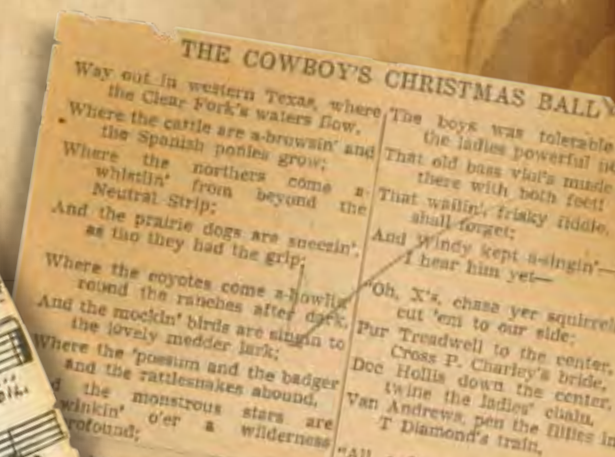 THE COWBOY'S CHRISTMAS BALL
Way out in western Texas, where
the Clear Fork's waters flow,
Where the cattle are a-browsin' and
the Spanish ponies grow;
Where the northers come a-
whistlin' from beyond the
Neutral Strip;
And the prairie dogs are sneezin',
as tho they had the grip;
Where the coyotes come a-howlin'
round the ranches after dark,
And the mockin' birds are singin to
the lovely medder lark;
Where the 'possum and the badger
and the rattlesnakes abound,
the monstrous stars are
winkin' o'er a wilderness
profound;
The boys was tolerable
the ladies powerful
That old bass viol's music
there with both feet!
That wailin', frisky fiddle,
shall forget;
And Windy kept a-singin'—
I hear him yet—
"Oh, X's, chase yer squirrel
cut 'em to our side;
Pur Treadwell to the center,
Cross P. Charley's bride,
Doc Hollis down the center,
twine the ladies' chain,
Van Andrews, pen the fillies in
T Diamond's train,
"All